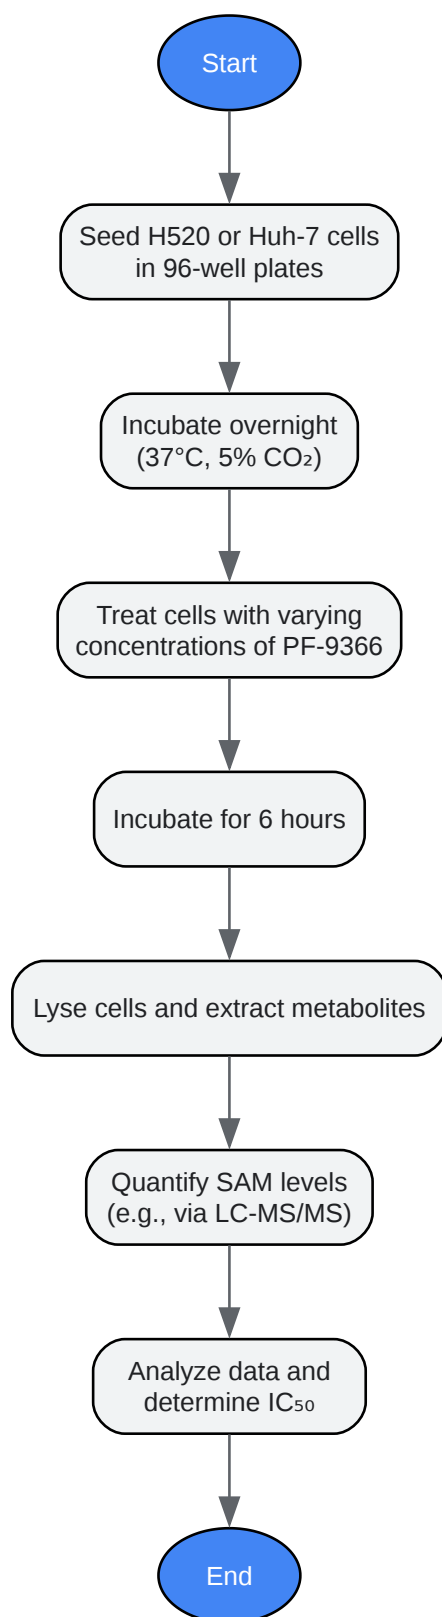 Start
Seed H520 or Huh-7 cells
in 96-well plates
Incubate overnight
(37°C, 5% CO₂)
Treat cells with varying
concentrations of PF-9366
Incubate for 6 hours
Lyse cells and extract metabolites
Quantify SAM levels
(e.g., via LC-MS/MS)
Analyze data and
determine IC₅₀
End